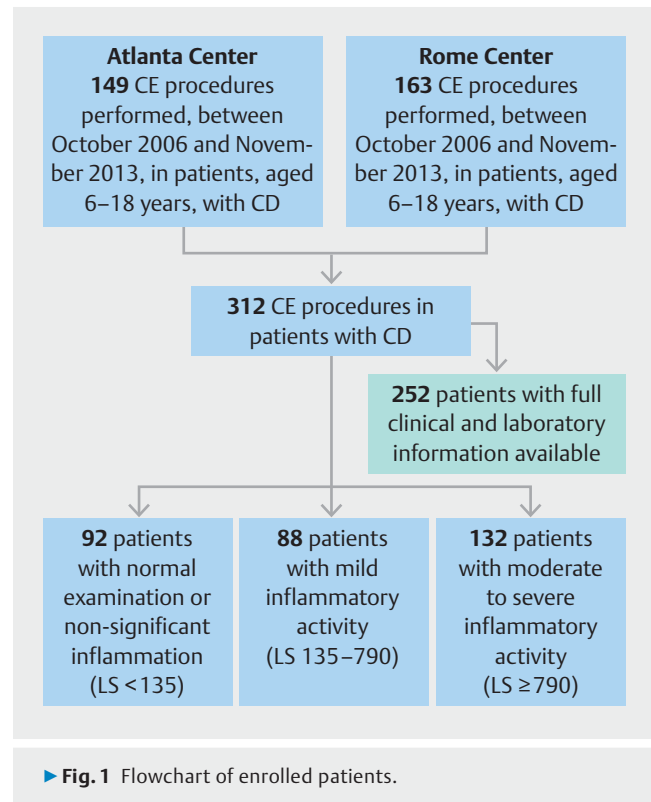 Atlanta Center
149 CE procedures
performed, between
October 2006 and Novem-
ber 2013, in patients, aged
6–18 years, with CD
Rome Center
163 CE procedures
performed, between
October 2006 and Novem-
ber 2013, in patients, aged
6–18 years, with CD
312 CE procedures in
patients with CD
252 patients with full
clinical and laboratory
information available
92 patients
with normal
examination or
non-significant
inflammation
(LS <135)
88 patients
with mild
inflammatory
activity
(LS 135–790)
132 patients
with moderate
to severe
inflammatory
activity
(LS ≥790)
▶ Fig. 1 Flowchart of enrolled patients.